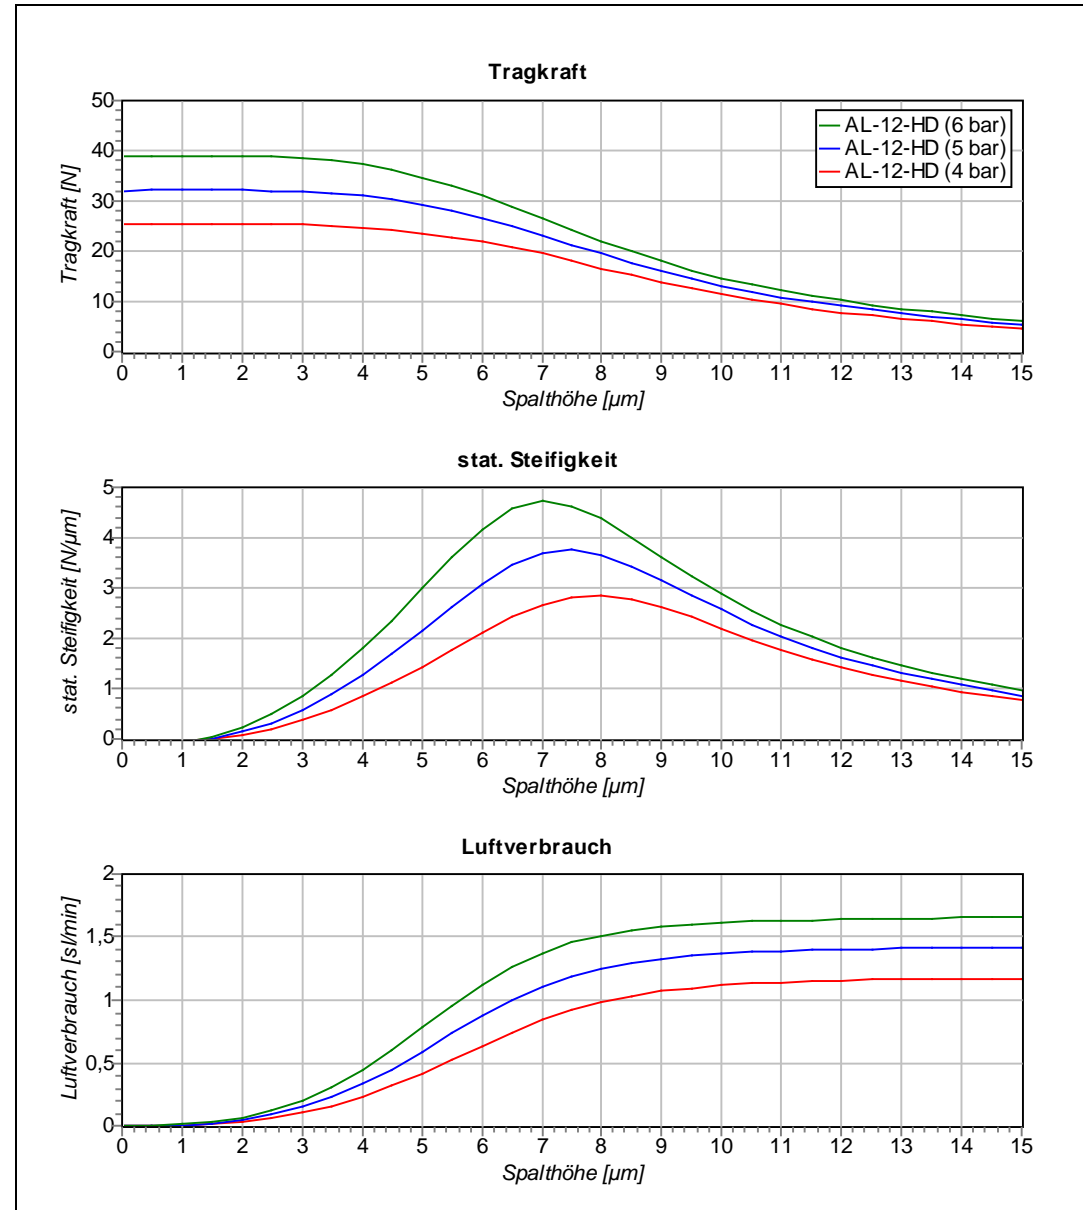 Tragkraft
Tragkraft [N]
50
40
30
20
10
0
AL-12-HD (6 bar)
AL-12-HD (5 bar)
AL-12-HD (4 bar)
0 1 2 3 4 5 6 7 8 9 10 11 12 13 14 15
Spalthöhe [µm]
stat. Steifigkeit
stat. Steifigkeit [N/µm]
5
4
3
2
1
0
0 1 2 3 4 5 6 7 8 9 10 11 12 13 14 15
Spalthöhe [µm]
Luftverbrauch
Luftverbrauch [sl/min]
2
1,5
1
0,5
0
0 1 2 3 4 5 6 7 8 9 10 11 12 13 14 15
Spalthöhe [µm]